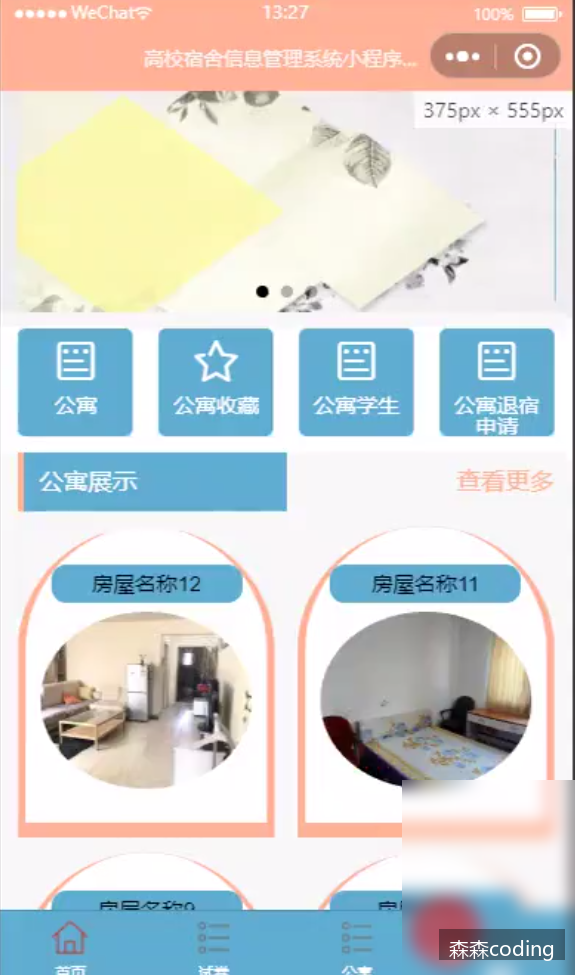 WeChat
13:27
100%
高校宿舍信息管理系统小程序...
375px × 555px
公寓
公寓收藏
公寓学生
公寓退宿
申请
公寓展示
查看更多
房屋名称12
房屋名称11
房屋名称9
首页
公寓
森森coding